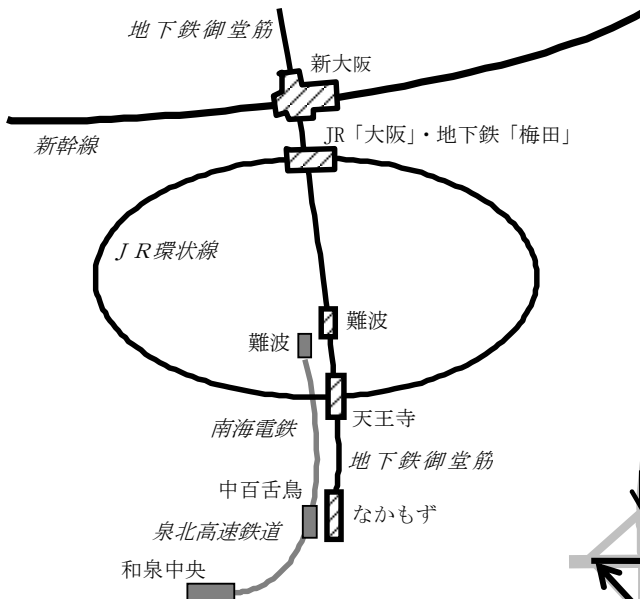 地下鉄御堂筋
新大阪
新幹線
JR「大阪」・地下鉄「梅田」
ＪＲ環状線
難波
難波
天王寺
南海電鉄
地下鉄御堂筋
中百舌鳥
なかもず
泉北高速鉄道
和泉中央